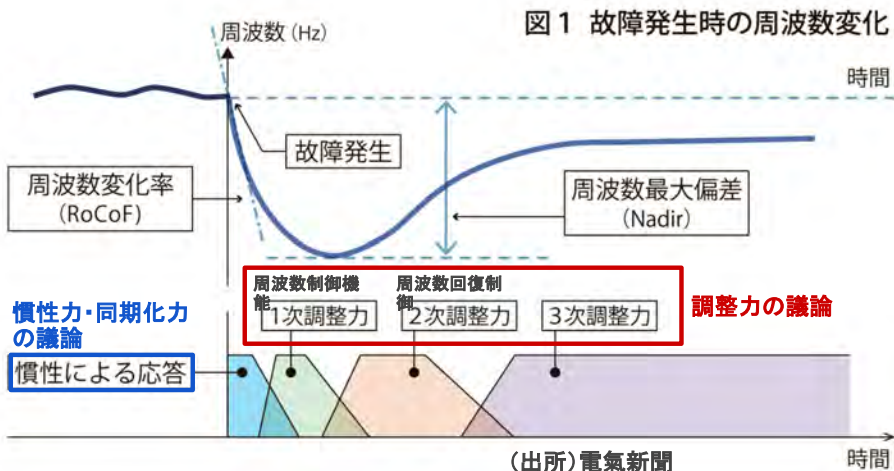 図1 故障発生時の周波数変化
周波数(Hz)
時間
故障発生
周波数変化率
(RoCoF)
周波数最大偏差
(Nadir)
周波数制御機
能
周波数回復制
御
1次調整力
2次調整力
3次調整力
調整力の議論
慣性力・同期化力
の議論
慣性による応答
(出所)電氣新聞
時間